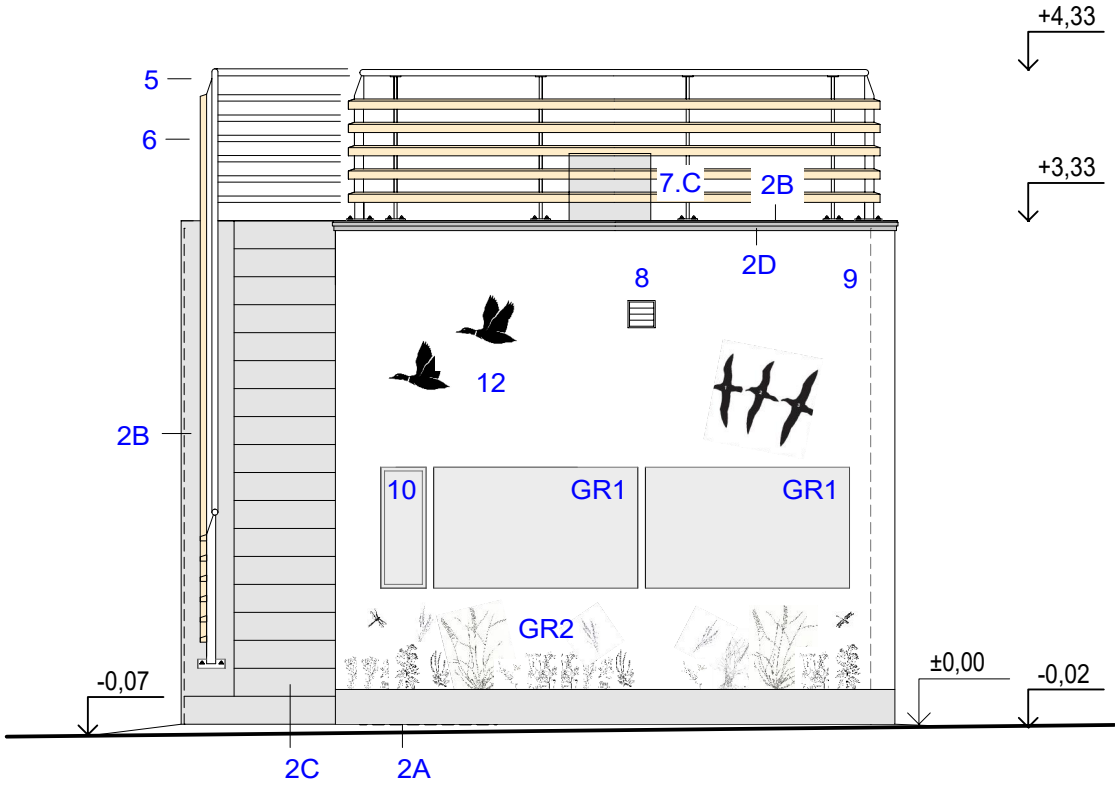 +4,33
5
6
+3,33
7.C
2B
2D
8
9
12
2B
10
GR1
GR1
GR2
-0,07
±0,00
-0,02
2C
2A